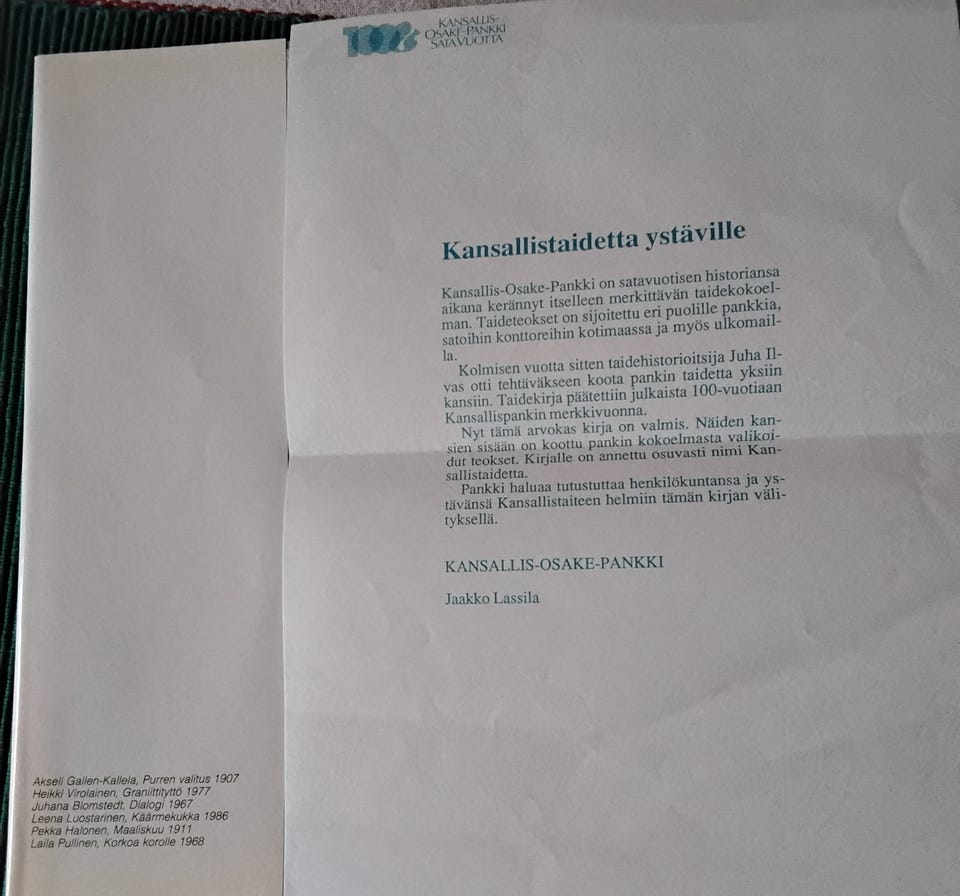 100%
KANSALLIS-
OSAKE-PANKKI
SATA VUOTTA
Kansallistaidetta ystäville
Kansallis-Osake-Pankki on satavuotisen historiansa
aikana kerännyt itselleen merkittävän taidekokoel-
man. Taideteokset on sijoitettu eri puolille pankkia,
satoihin konttoreihin kotimaassa ja myös ulkomail-
la.
Kolmisen vuotta sitten taidehistorioitsija Juha Il-
vas otti tehtäväkseen koota pankin taidetta yksiin
kansiin. Taidekirja päätettiin julkaista 100-vuotiaan
Kansallispankin merkkivuonna.
Nyt tämä arvokas kirja on valmis. Näiden kan-
sien sisään on koottu pankin kokoelmasta valikoi-
dut teokset. Kirjalle on annettu osuvasti nimi Kan-
sallistaidetta.
Pankki haluaa tutustuttaa henkilökuntansa ja ys-
tävänsä Kansallistaiteen helmiin tämän kirjan väli-
tyksellä.
KANSALLIS-OSAKE-PANKKI
Jaakko Lassila
Akseli Gallen-Kallela, Purren valitus 1907
Heikki Virolainen, Graniittityttö 1977
Juhana Blomstedt, Dialogi 1967
Leena Luostarinen, Käärmekukka 1986
Pekka Halonen, Maaliskuu 1911
Laila Pullinen, Korkoa korolle 1968